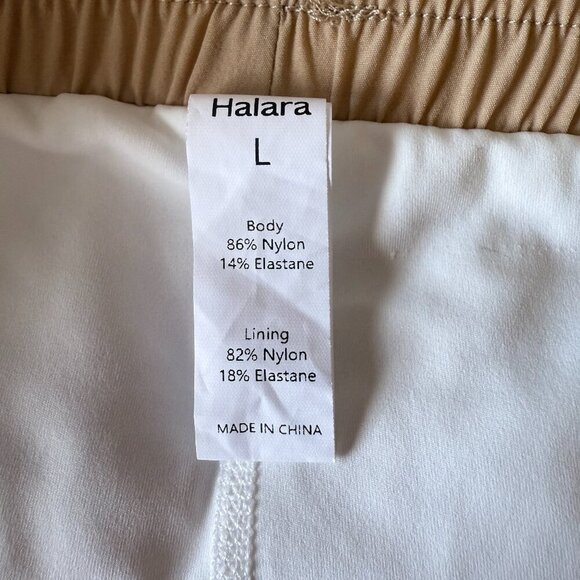 Halara
L
Body
86% Nylon
14% Elastane
Lining
82% Nylon
18% Elastane
MADE IN CHINA